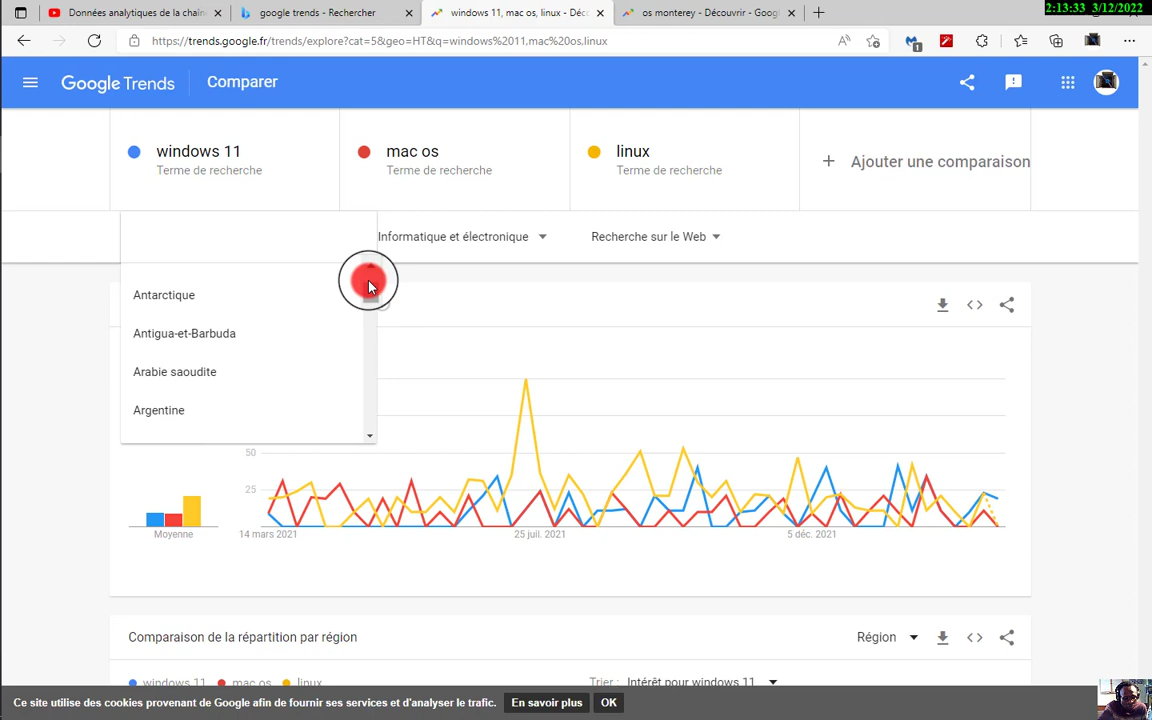 Données analytiques de la chaîn
google trends - Rechercher
windows 11, mac os, linux - Déc
os monterey - Découvrir - Goog
2:13:33 3/12/2022
https://trends.google.fr/trends/explore?cat=5&geo=HT&q=windows%2011,mac%20os,linux
1
Google Trends
Comparer
windows 11
Terme de recherche
mac os
Terme de recherche
linux
Terme de recherche
+ Ajouter une comparaison
Informatique et électronique
Recherche sur le Web
Antarctique
Antigua-et-Barbuda
Arabie saoudite
Argentine
50
25
Moyenne
14 mars 2021
25 juil. 2021
5 déc. 2021
Comparaison de la répartition par région
Région
windows 11
mac os
linux
Trier :
Intérêt pour windows 11
Ce site utilise des cookies provenant de Google afin de fournir ses services et d'analyser le trafic.
En savoir plus
OK